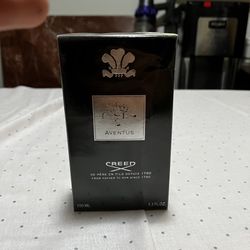 AVENTUS
CREED
DE PÈRE EN FILS DEPUIS 1760
FROM FATHER TO SON SINCE 1760
100 ML
3.3 FL.OZ